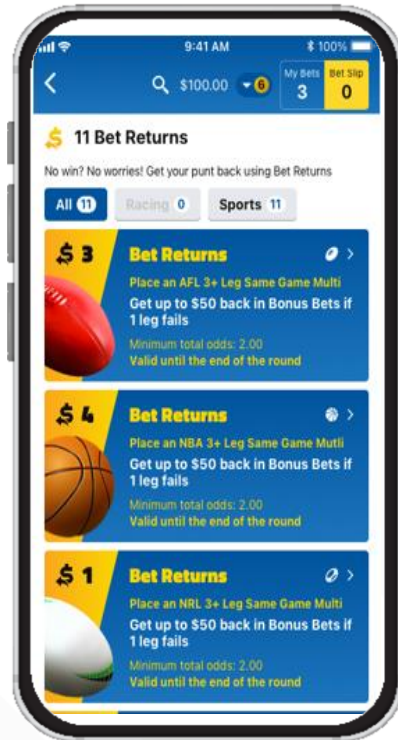 9:41 AM
100%
$100.00
6
My Bets
3
Bet Slip
0
$ 11 Bet Returns
No win? No worries! Get your punt back using Bet Returns
All 11
Racing 0
Sports 11
$ 3
Bet Returns
Place an AFL 3+ Leg Same Game Multi
Get up to $50 back in Bonus Bets if
1 leg fails
Minimum total odds: 2.00
Valid until the end of the round
$ 4
Bet Returns
Place an NBA 3+ Leg Same Game Mutli
Get up to $50 back in Bonus Bets if
1 leg fails
Minimum total odds: 2.00
Valid until the end of the round
$ 1
Bet Returns
Place an NRL 3+ Leg Same Game Multi
Get up to $50 back in Bonus Bets if
1 leg fails
Minimum total odds: 2.00
Valid until the end of the round